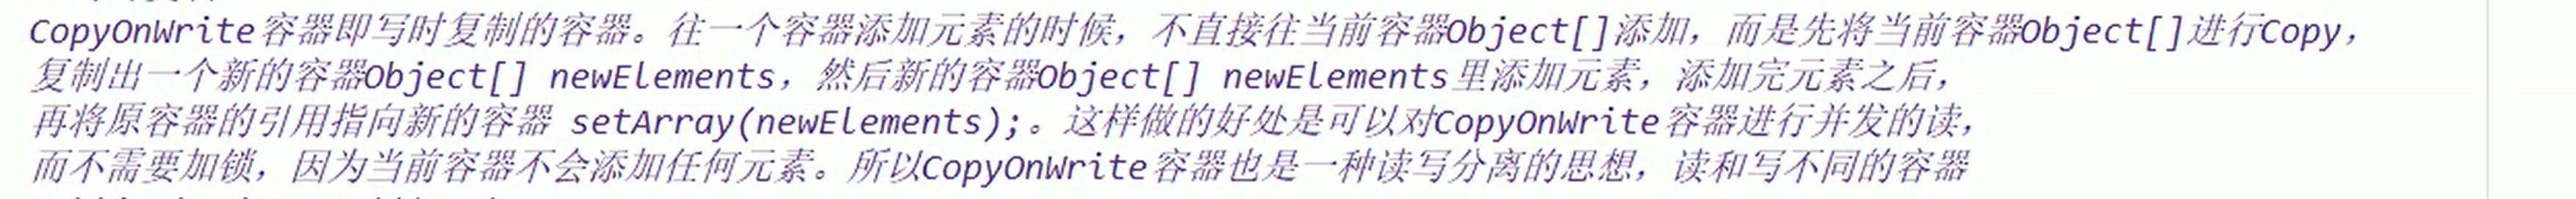 CopyOnWrite容器即写时复制的容器。往一个容器添加元素的时候，不直接往当前容器Object[]添加，而是先将当前容器Object[]进行Copy，
复制出一个新的容器Object[] newElements，然后新的容器Object[] newElements里添加元素，添加完元素之后，
再将原容器的引用指向新的容器 setArray(newElements);。这样做的好处是可以对CopyOnWrite容器进行并发的读，
而不需要加锁，因为当前容器不会添加任何元素。所以CopyOnWrite容器也是一种读写分离的思想，读和写不同的容器